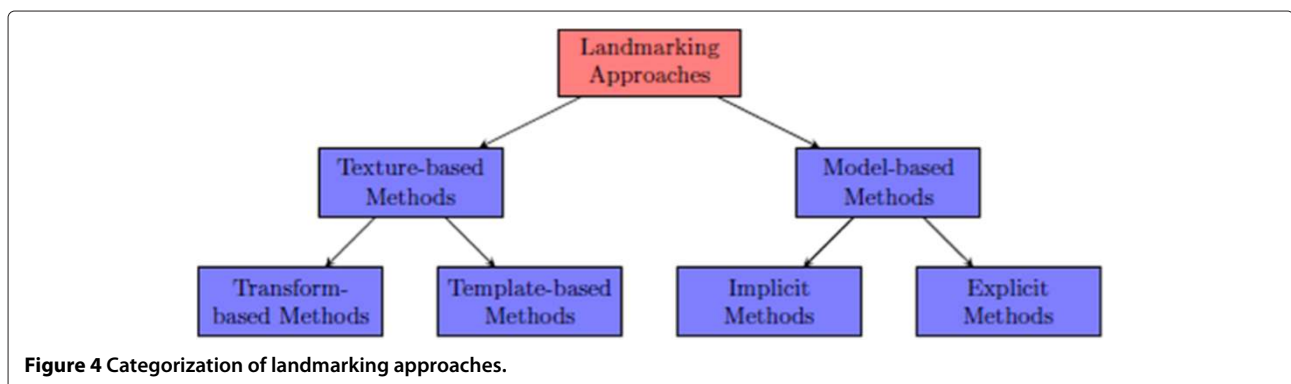 Landmarking
Approaches
Texture-based
Methods
Model-based
Methods
Transform-
based Methods
Template-based
Methods
Implicit
Methods
Explicit
Methods
Figure 4 Categorization of landmarking approaches.